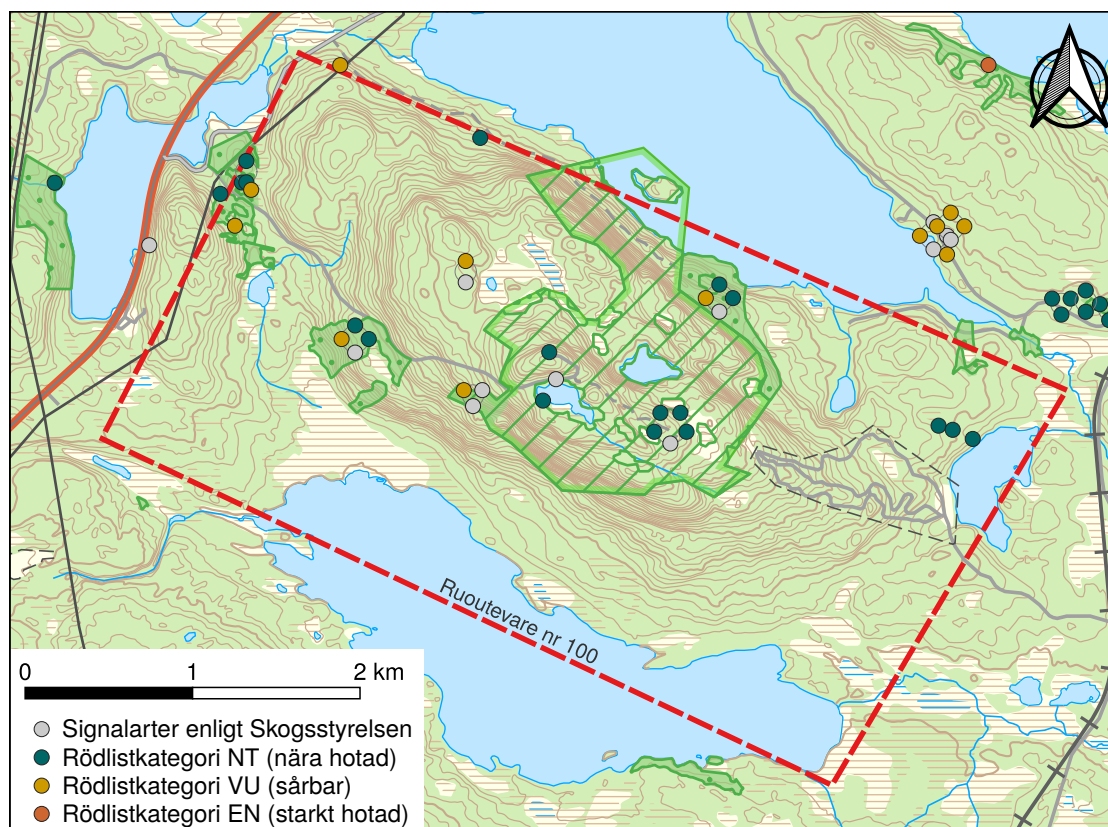 Ruoutevare nr 100
0 1 2 km
Signalarter enligt Skogsstyrelsen
Rödlistkategori NT (nära hotad)
Rödlistkategori VU (sårbar)
Rödlistkategori EN (starkt hotad)